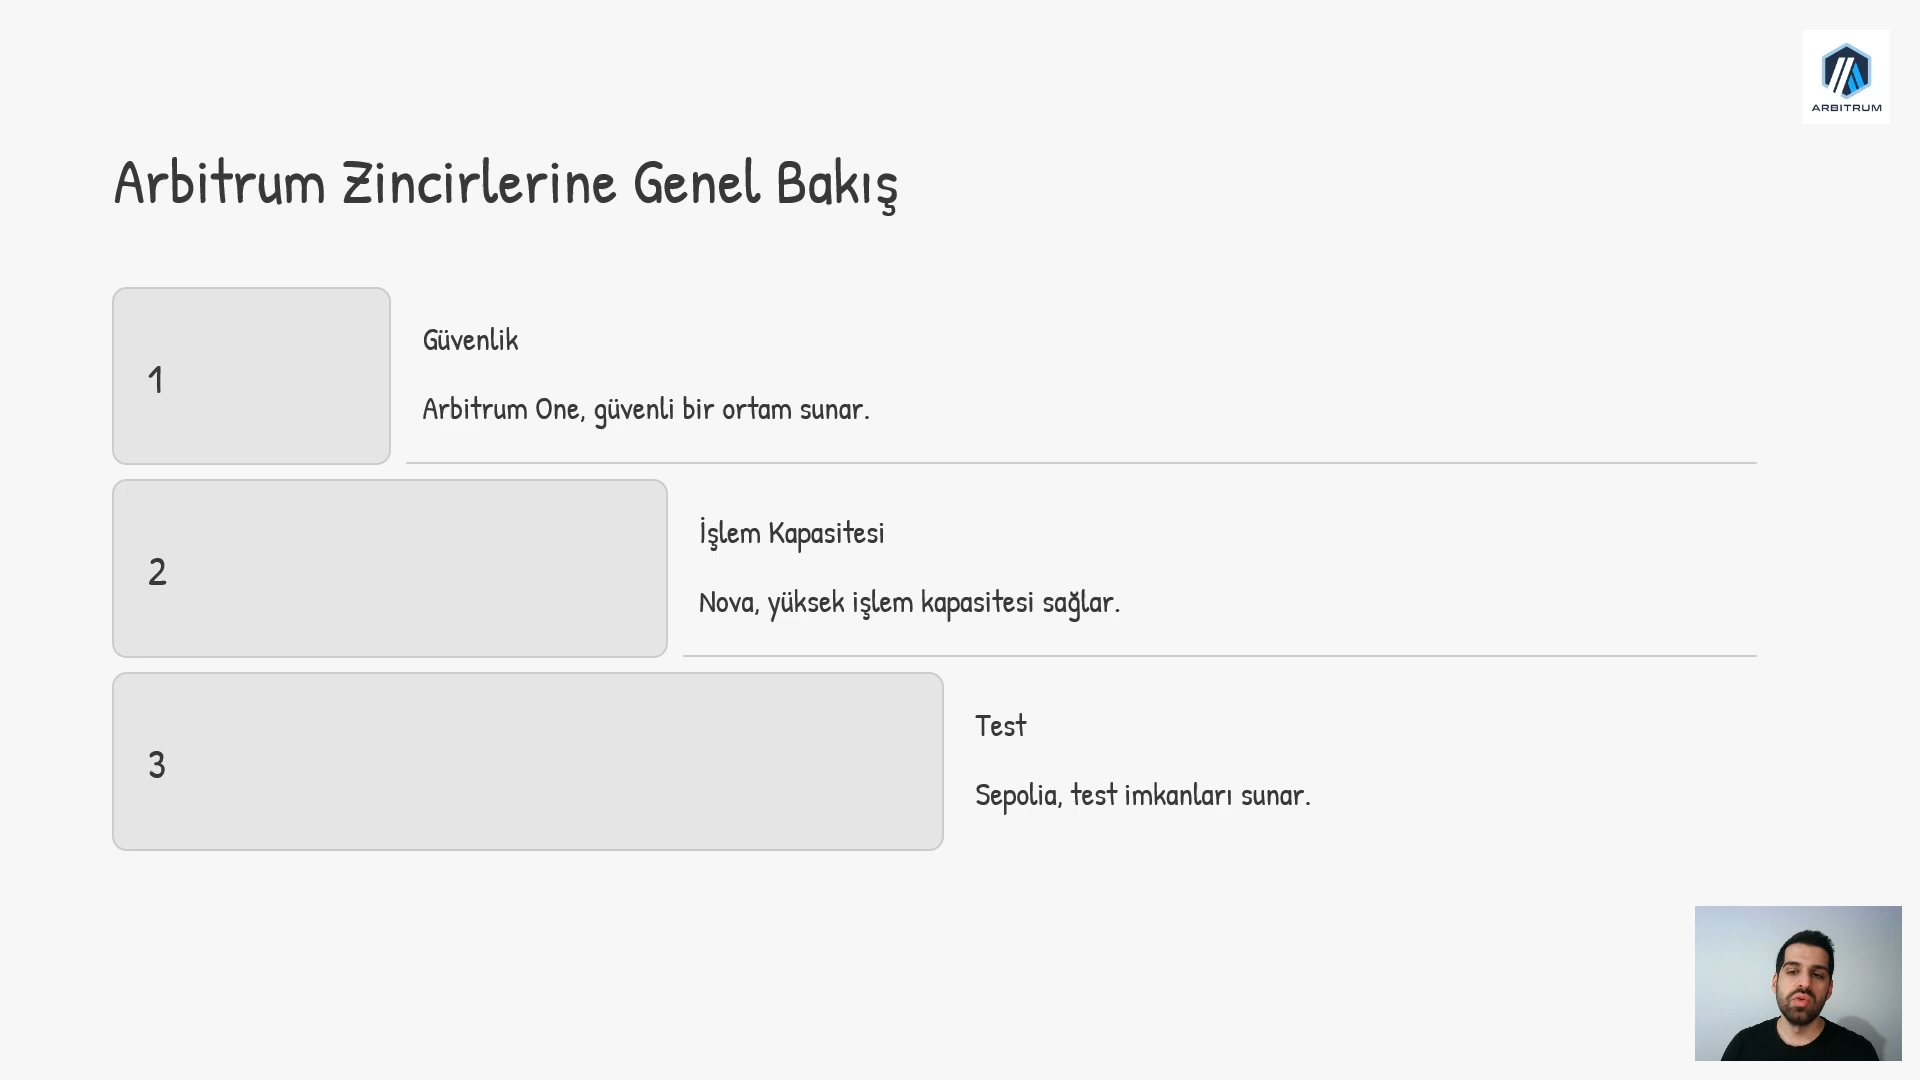 ARBITRUM
Arbitrum Zincirlerine Genel Bakış
1
Güvenlik
Arbitrum One, güvenli bir ortam sunar.
2
İşlem Kapasitesi
Nova, yüksek işlem kapasitesi sağlar.
3
Test
Sepolia, test imkanları sunar.